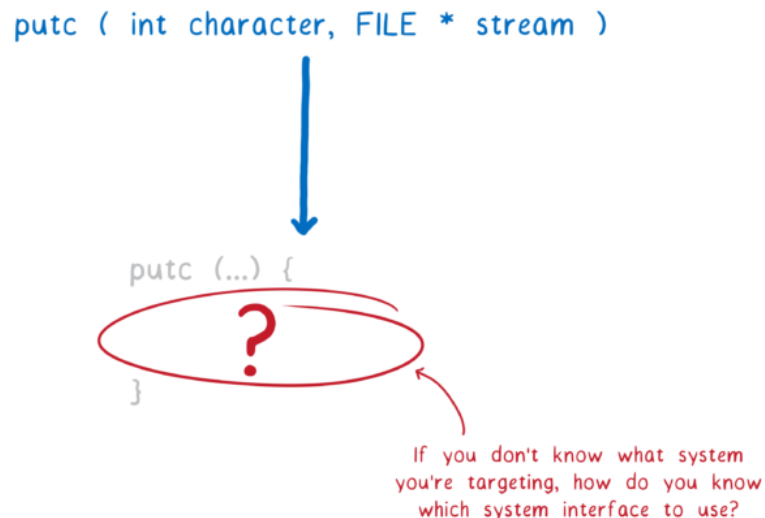 putc ( int character, FILE * stream )
putc (...) {
?
}
If you don't know what system
you're targeting, how do you know
which system interface to use?